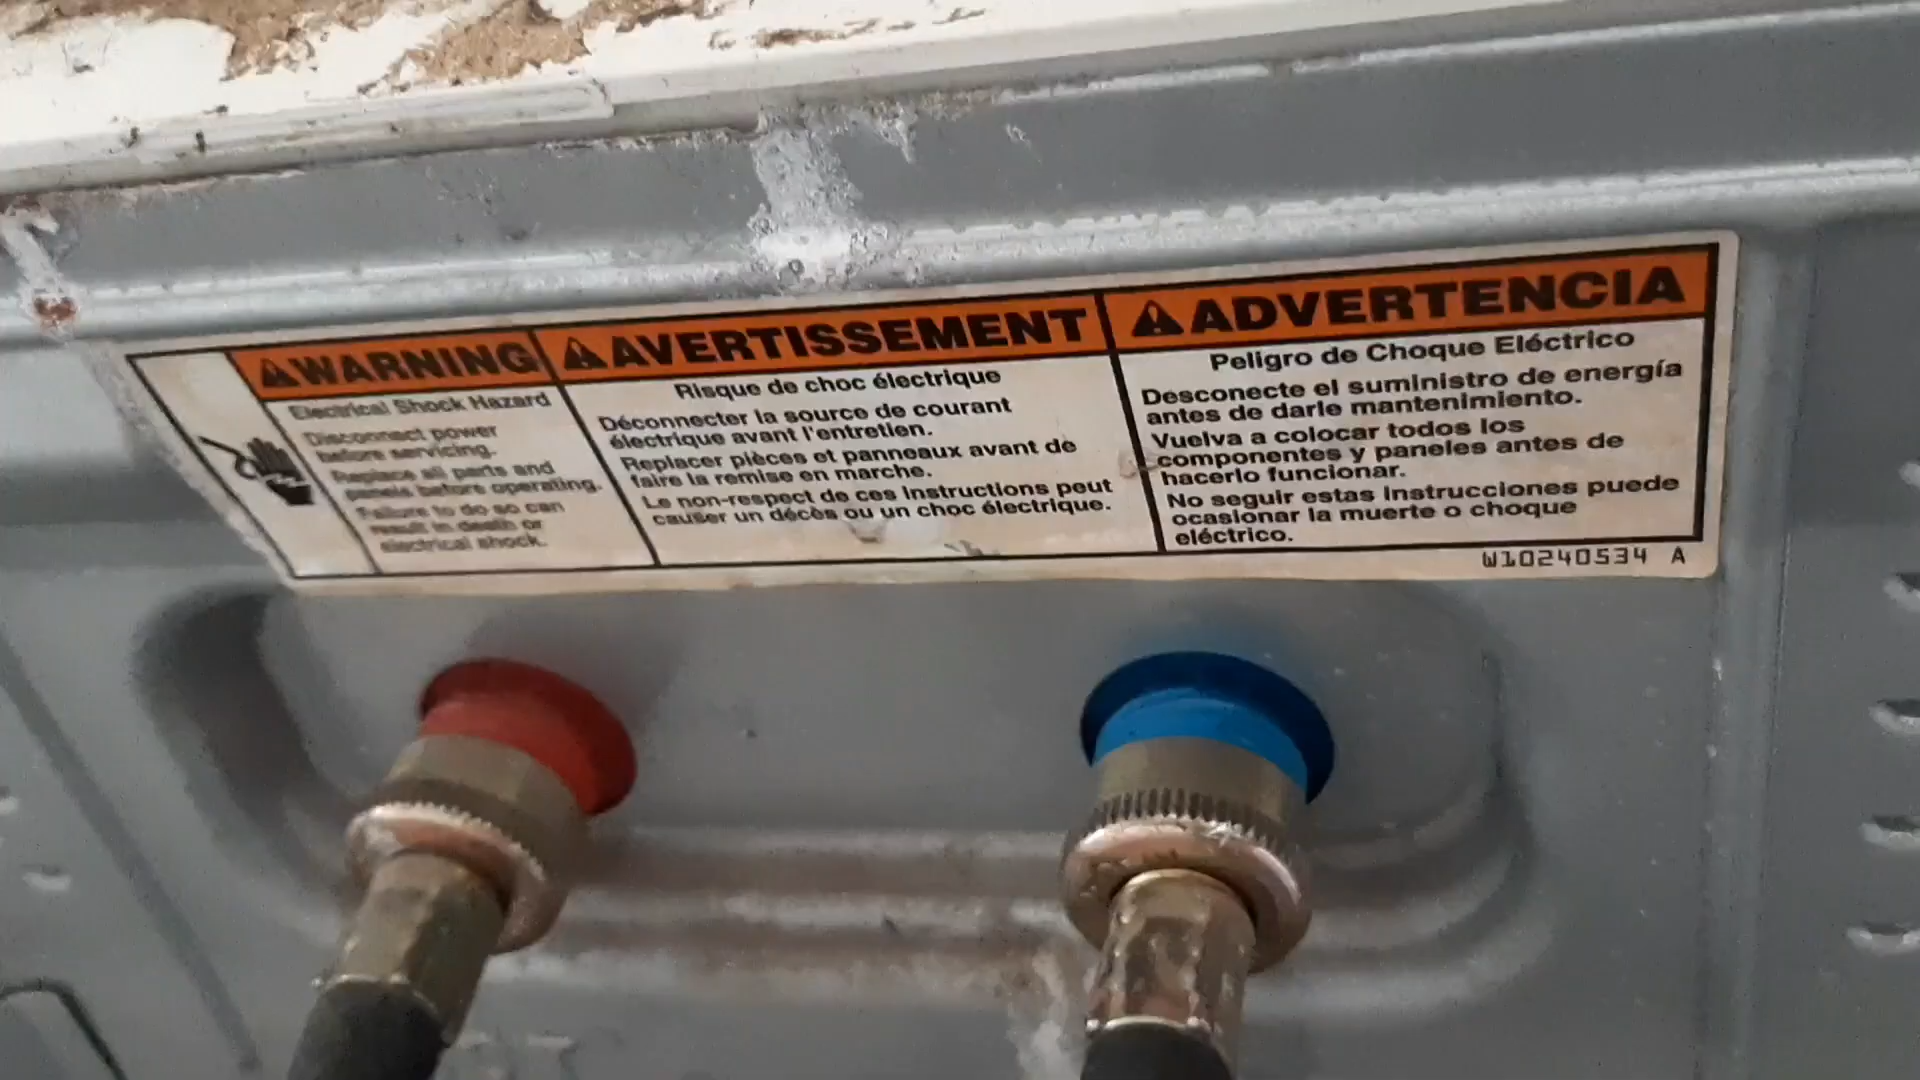 WARNING
Electrical Shock Hazard
Disconnect power
before servicing.
Replace all parts and
panels before operating.
Failure to do so can
result in death or
electrical shock.
AVERTISSEMENT
Risque de choc électrique
Déconnecter la source de courant
électrique avant l'entretien.
Replacer pièces et panneaux avant de
faire la remise en marche.
Le non-respect de ces instructions peut
causer un décès ou un choc électrique.
ADVERTENCIA
Peligro de Choque Eléctrico
Desconecte el suministro de energía
antes de darle mantenimiento.
Vuelva a colocar todos los
componentes y paneles antes de
hacerlo funcionar.
No seguir estas instrucciones puede
ocasionar la muerte o choque
eléctrico.
W10240534 A